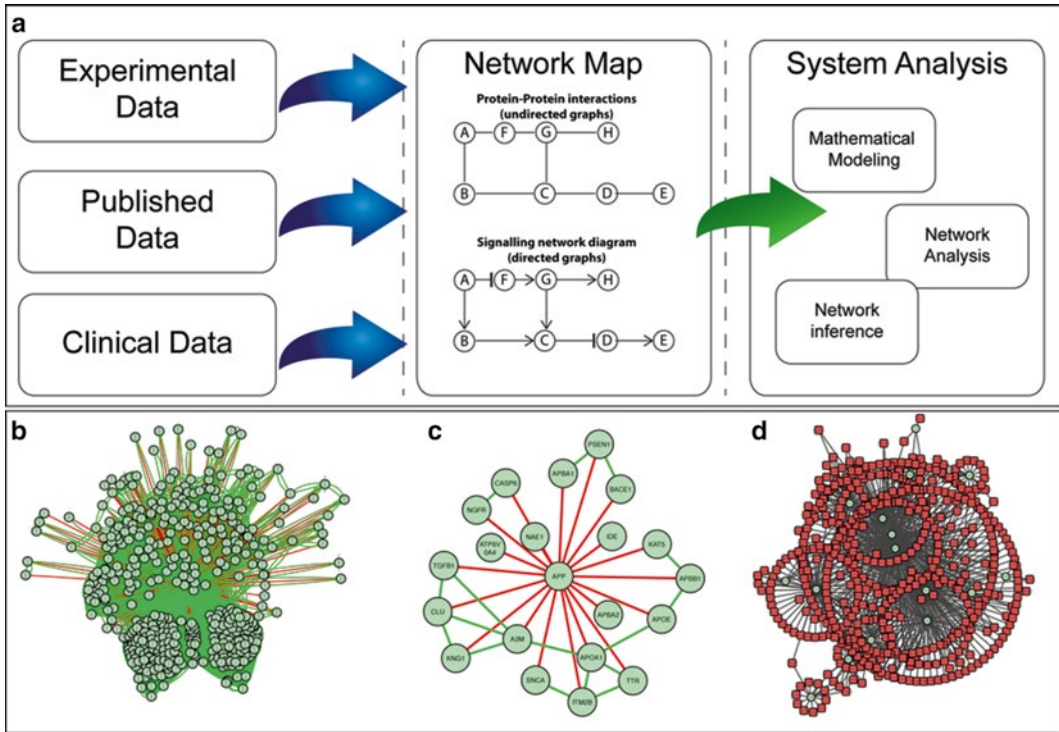 a
Experimental
Data
Published
Data
Clinical Data
Network Map
Protein-Protein interactions
(undirected graphs)
A F G H
B C D E
Signalling network diagram
(directed graphs)
A F G H
B C D E
System Analysis
Mathematical
Modeling
Network
Analysis
Network
inference
b
c
PSEN1
APBA1
CASP6
BACE1
NGFR
NAE1
IDE
ATP6V
0A4
KAT5
TGFB1
APP
APBB1
CLU
APBA2
APOE
A2M
KNG1
APOA1
SNCA
TTR
ITM2B
d